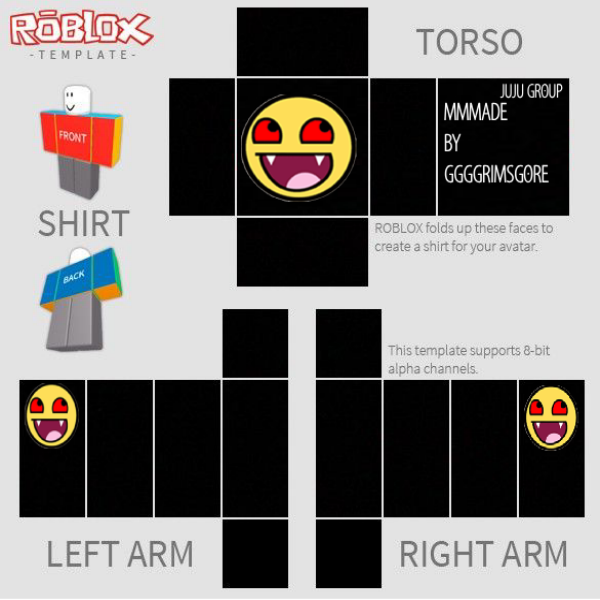 RŌBLOX
-TEMPLATE-
TORSO
JUJU GROUP
MMMADE
BY
GGGGRIMSGORE
FRONT
SHIRT
ROBLOX folds up these faces to
create a shirt for your avatar.
BACK
This template supports 8-bit
alpha channels.
LEFT ARM
RIGHT ARM